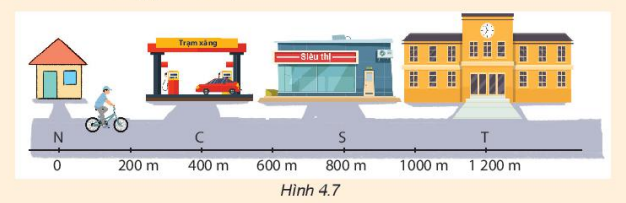 Trạm xăng
Siêu thị
N C S T
0 200 m 400 m 600 m 800 m 1000 m 1 200 m
Hình 4.7